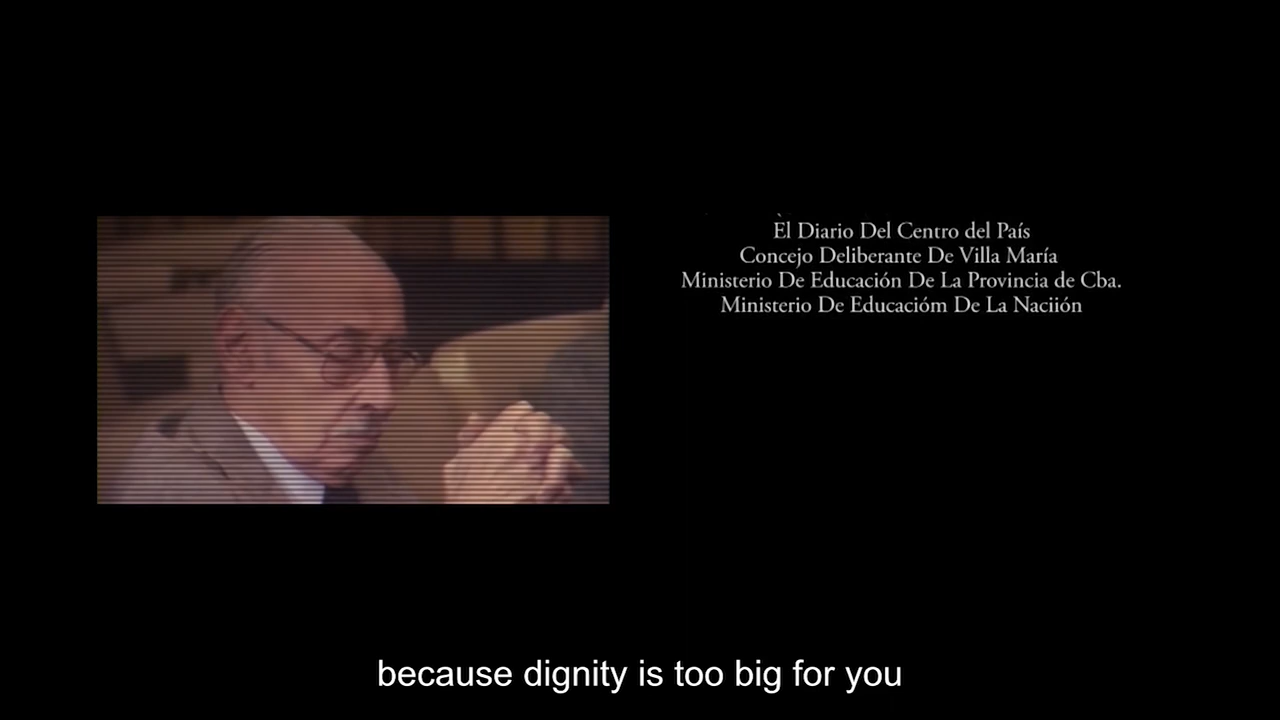 El Diario Del Centro del País
Concejo Deliberante De Villa María
Ministerio De Educación De La Provincia de Cba.
Ministerio De Educacióm De La Naciión
because dignity is too big for you